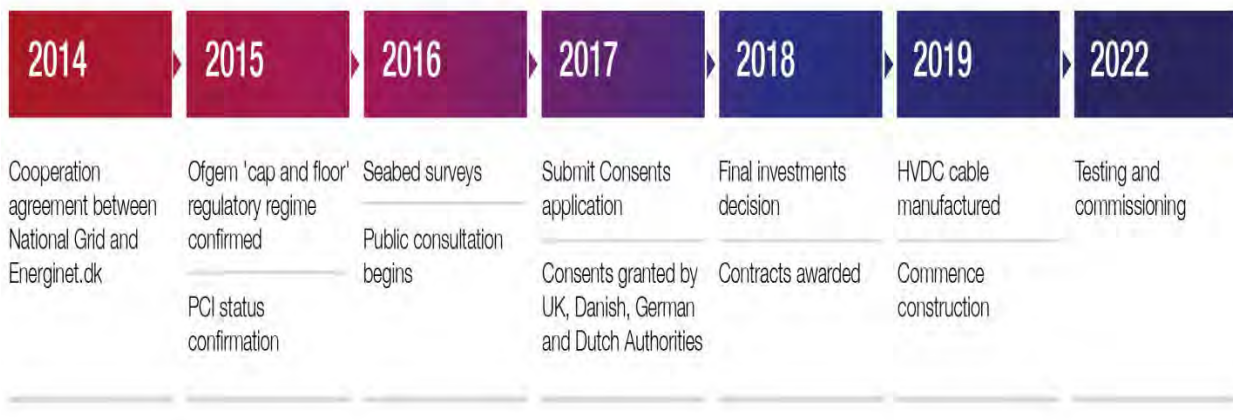 2014
2015
2016
2017
2018
2019
2022
Cooperation
agreement between
National Grid and
Energinet.dk
Ofgem 'cap and floor'
regulatory regime
confirmed
PCI status
confirmation
Seabed surveys
Public consultation
begins
Submit Consents
application
Consents granted by
UK, Danish, German
and Dutch Authorities
Final investments
decision
Contracts awarded
HVDC cable
manufactured
Commence
construction
Testing and
commissioning